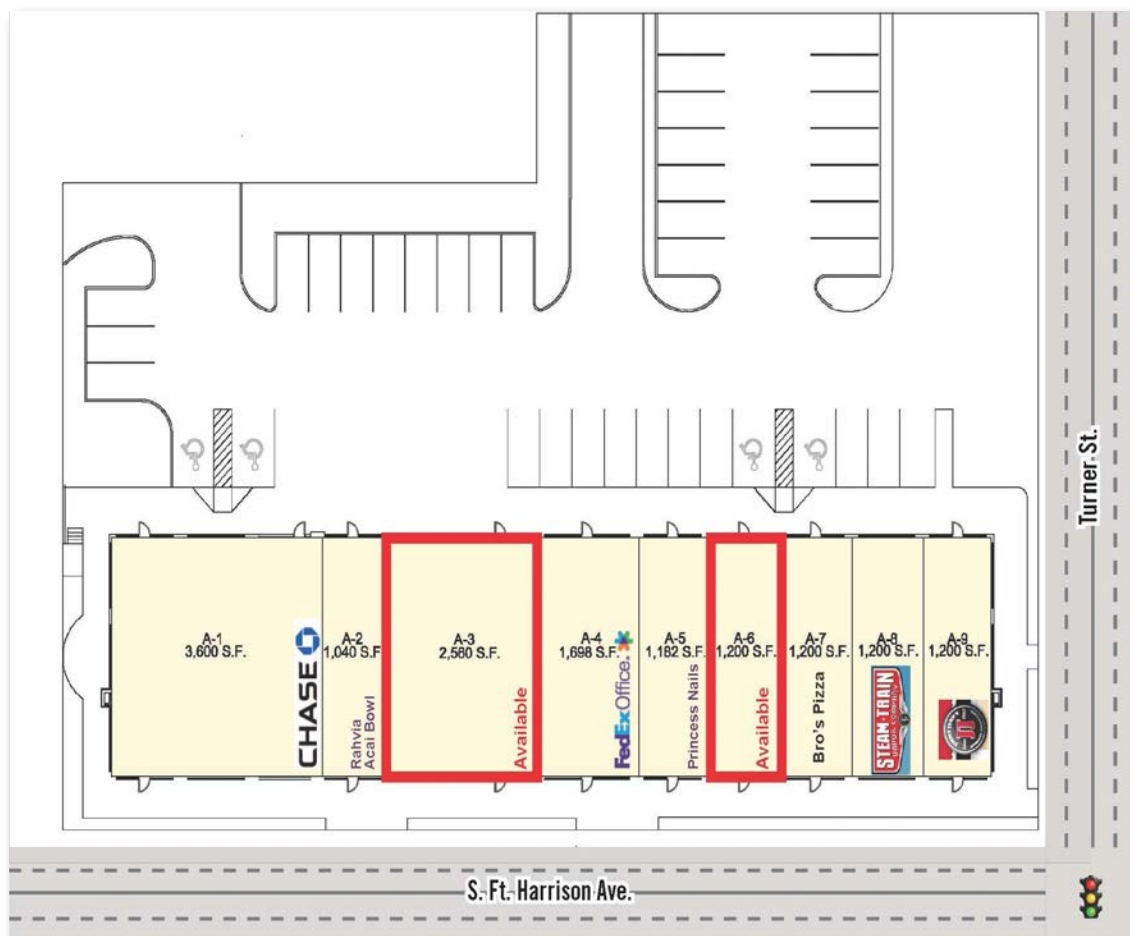 Turner St.
A-1
3,600 S.F.
CHASE
A-2
1,040 S.F.
Rahvia
Acai Bowl
A-3
2,580 S.F.
Available
A-4
1,698 S.F.
FedEx Office.
A-5
1,182 S.F.
Princess Nails
A-6
1,200 S.F.
Available
A-7
1,200 S.F.
Bro's Pizza
A-8
1,200 S.F.
STEAM-TRAIN
A-9
1,200 S.F.
JJ
S. Ft. Harrison Ave.